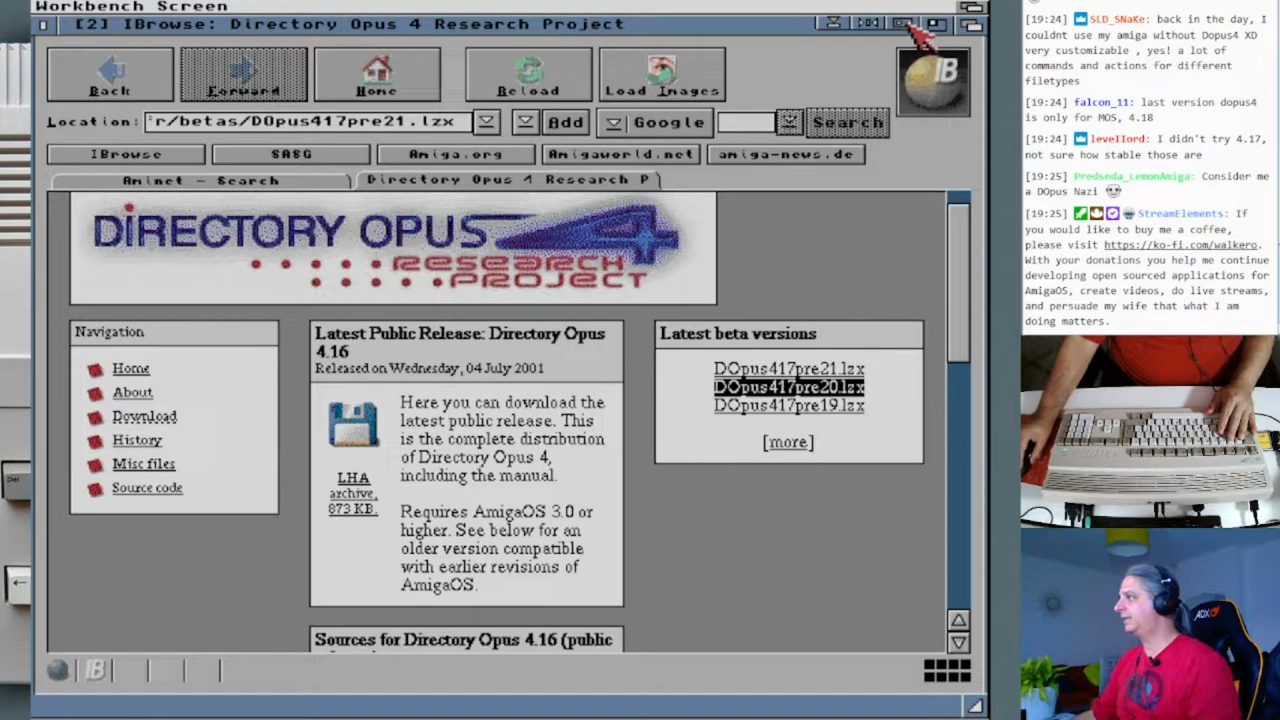 Workbench Screen
[2] IBrowse: Directory Opus 4 Research Project
Back
Forward
Home
Reload
Load Images
IB
Location:
r/betas/DOpus417pre21.lzx
Add
Google
Search
IBrowse
SASG
Amiga.org
Amigaworld.net
amiga-news.de
Aminet - Search
Directory Opus 4 Research P
DIRECTORY OPUS 4
RESEARCH
PROJECT
Navigation
Home
About
Download
History
Misc files
Source code
Latest Public Release: Directory Opus
4.16
Released on Wednesday, 04 July 2001
LHA
archive,
873 KB.
Here you can download the
latest public release. This
is the complete distribution
of Directory Opus 4,
including the manual.
Requires AmigaOS 3.0 or
higher. See below for an
older version compatible
with earlier revisions of
AmigaOS.
Sources for Directory Opus 4.16 (public
Latest beta versions
DOpus417pre21.lzx
DOpus417pre20.lzx
DOpus417pre19.lzx
[more]
IB
Del
[19:24] SLD_SNaKe: back in the day, I
couldnt use my amiga without Dopus4 XD
very customizable , yes! a lot of
commands and actions for different
filetypes
[19:24] falcon_11: last version dopus4
is only for MOS, 4.18
[19:24] levellord: I didn't try 4.17,
not sure how stable those are
[19:25] Predseda_LemonAmiga: Consider me
a DOpus Nazi
[19:25] StreamElements: If
you would like to buy me a coffee,
please visit https://ko-fi.com/walkero.
With your donations you help me continue
developing open sourced applications for
AmigaOS, create videos, do live streams,
and persuade my wife that what I am
doing matters.
ADX